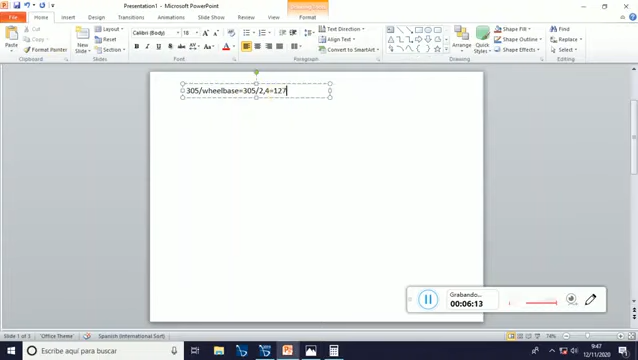 Presentation1 - Microsoft PowerPoint
File
Home
Insert
Design
Transitions
Animations
Slide Show
Review
View
Format
Paste
Cut
Copy
Format Painter
Clipboard
New Slide
Layout
Reset
Section
Slides
Calibri (Body)
18
Font
Paragraph
Text Direction
Align Text
Convert to SmartArt
Drawing
Arrange
Quick Styles
Shape Fill
Shape Outline
Shape Effects
Find
Replace
Select
Editing
305/wheelbase=305/2,4=127
Grabando...
00:06:13
Slide 1 of 3
"Office Theme"
Spanish (International Sort)
74%
Escribe aquí para buscar
ESP
9:47
12/11/2020